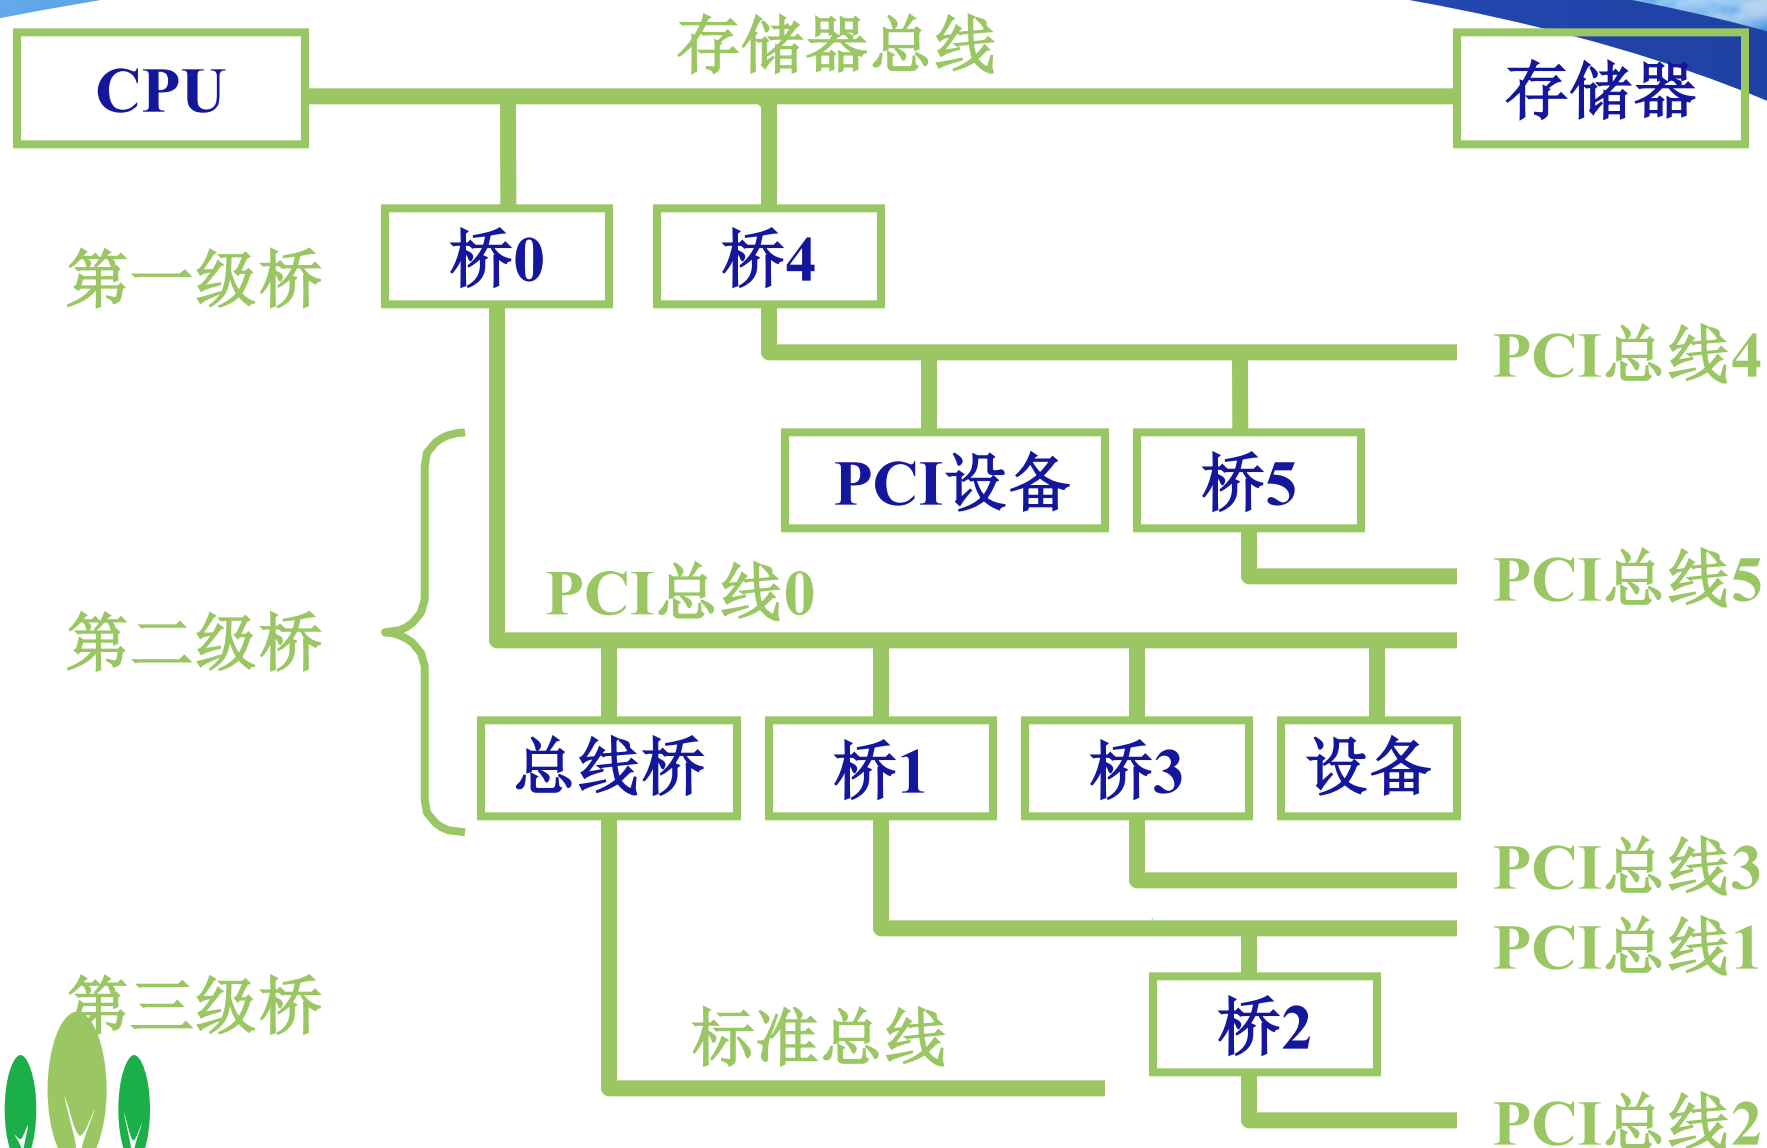 存储器总线
CPU
存储器
桥0
桥4
第一级桥
PCI总线4
PCI设备
桥5
PCI总线0
PCI总线5
第二级桥
总线桥
桥1
桥3
设备
PCI总线3
PCI总线1
第三级桥
标准总线
桥2
PCI总线2